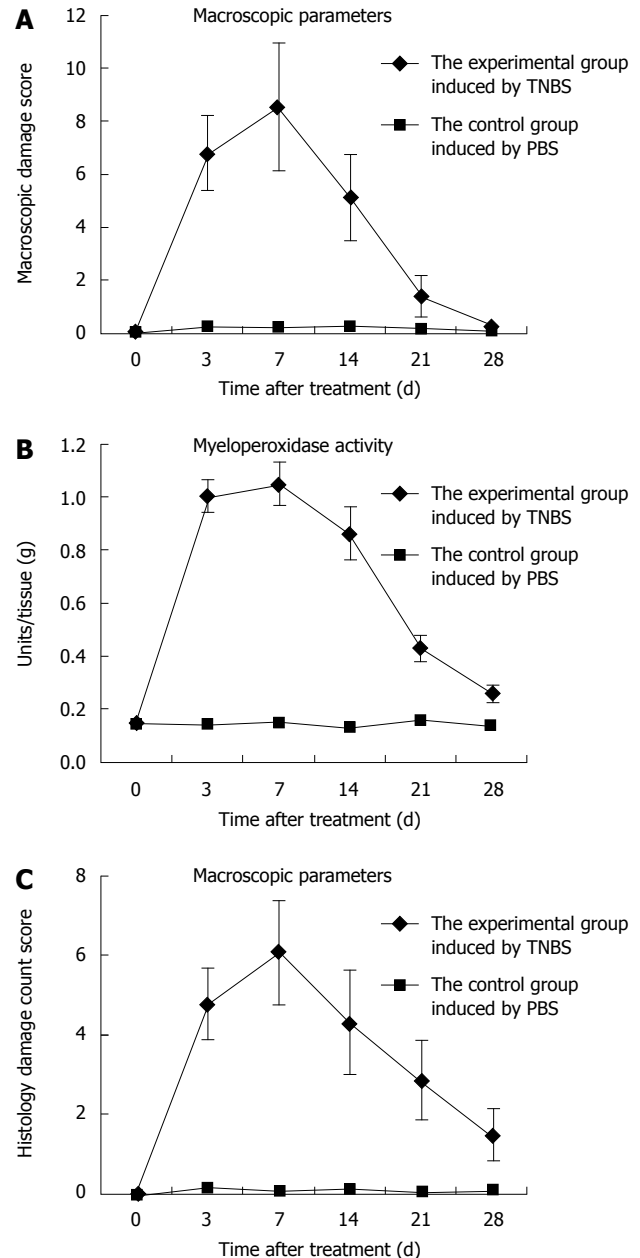 A
Macroscopic parameters
12
10
8
6
4
2
0
Macroscopic damage score
The experimental group
induced by TNBS
The control group
induced by PBS
0 3 7 14 21 28
Time after treatment (d)
B
Myeloperoxidase activity
1.2
1.0
0.8
0.6
0.4
0.2
0.0
Units/tissue (g)
The experimental group
induced by TNBS
The control group
induced by PBS
0 3 7 14 21 28
Time after treatment (d)
C
Macroscopic parameters
8
6
4
2
0
Histology damage count score
The experimental group
induced by TNBS
The control group
induced by PBS
0 3 7 14 21 28
Time after treatment (d)